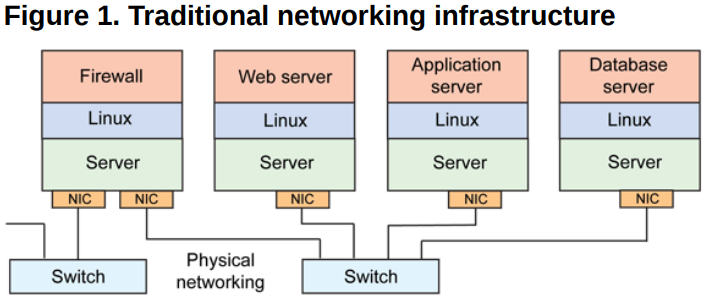 Figure 1. Traditional networking infrastructure
Firewall
Web server
Application
server
Database
server
Linux
Linux
Linux
Linux
Server
Server
Server
Server
NIC
NIC
NIC
NIC
NIC
Switch
Physical
networking
Switch